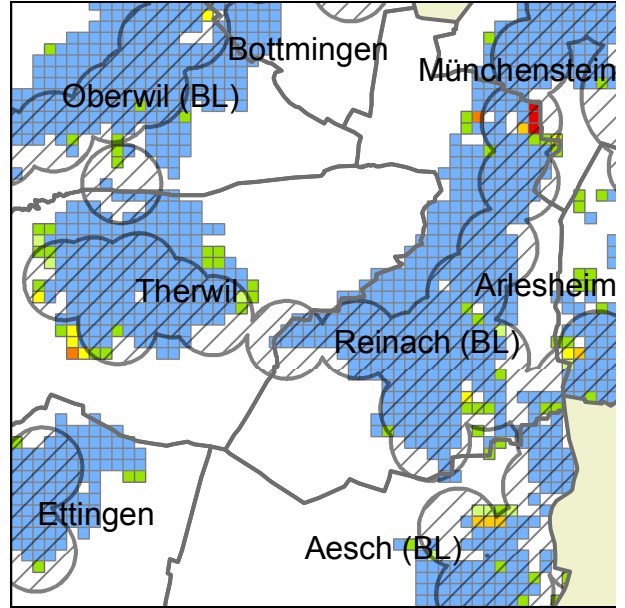 Bottmingen
Münchenstein
Oberwil (BL)
Therwil
Arlesheim
Reinach (BL)
Ettingen
Aesch (BL)